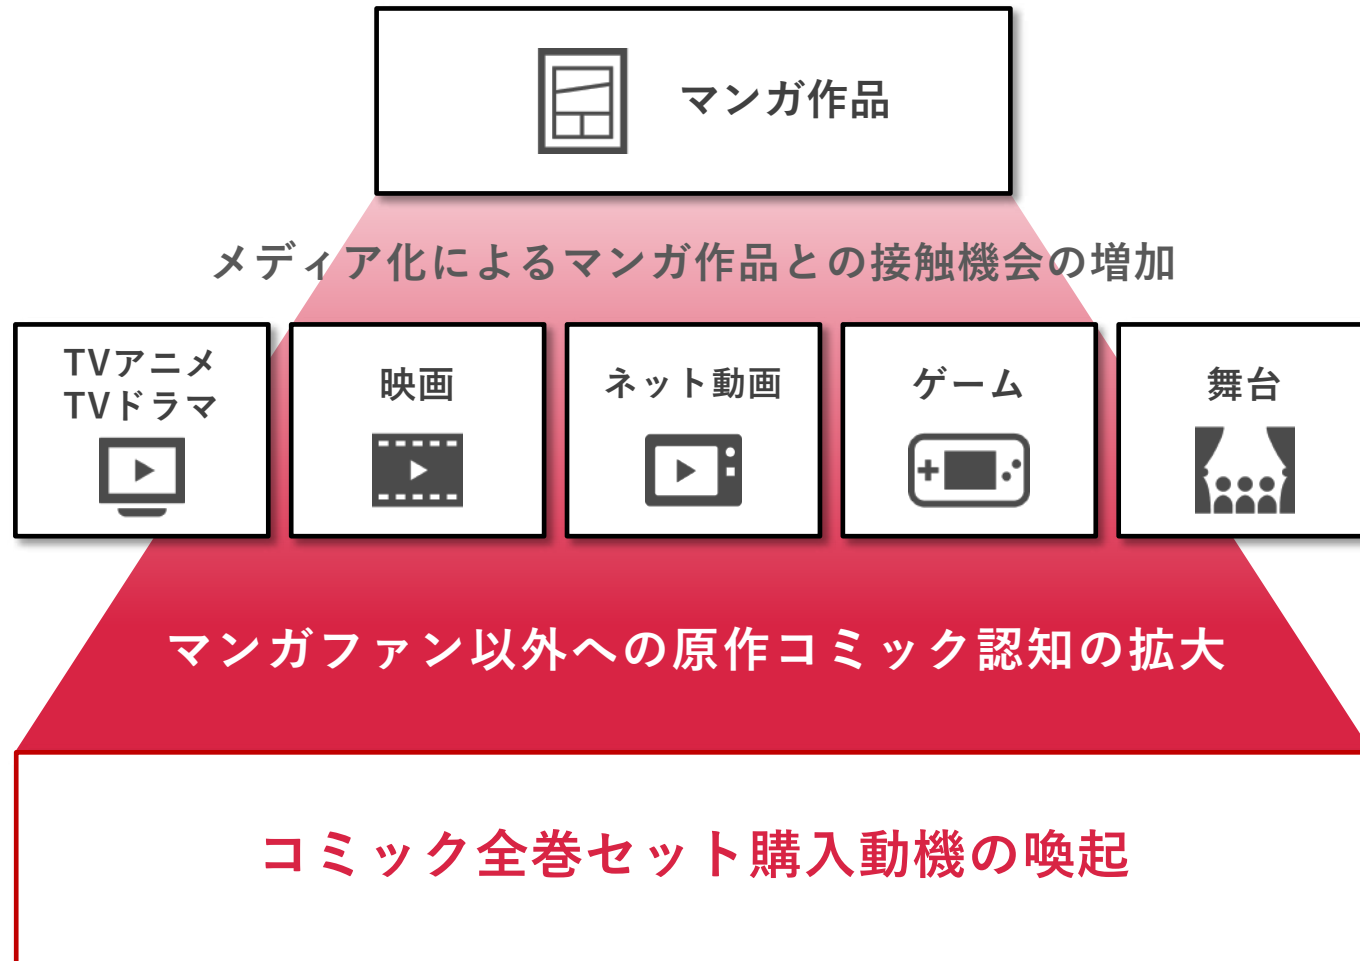 マンガ作品
メディア化によるマンガ作品との接触機会の増加
TVアニメ
TVドラマ
映画
ネット動画
ゲーム
舞台
マンガファン以外への原作コミック認知の拡大
コミック全巻セット購入動機の喚起